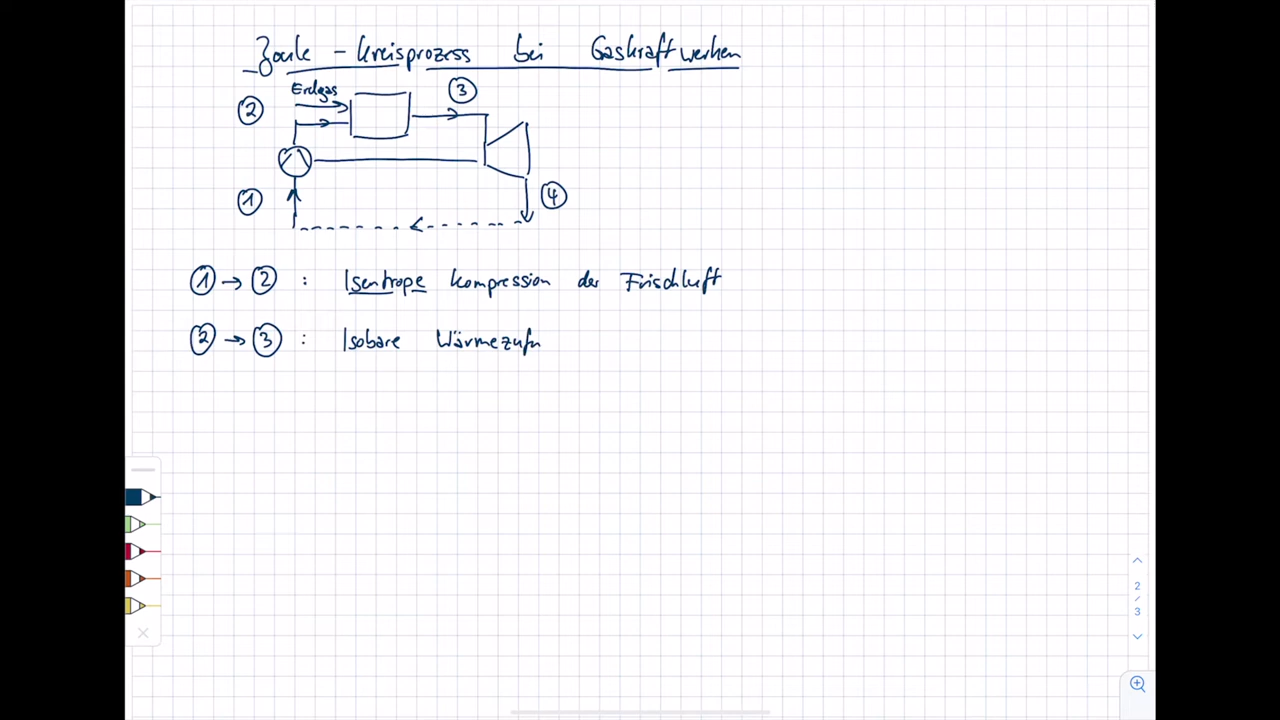 Joule - Kreisprozess bei Gaskraftwerken
Erdgas
2
3
1
4
1 → 2 : Isentrope Kompression der Frischluft
2 → 3 : Isobare Wärmezufu
2
/
3